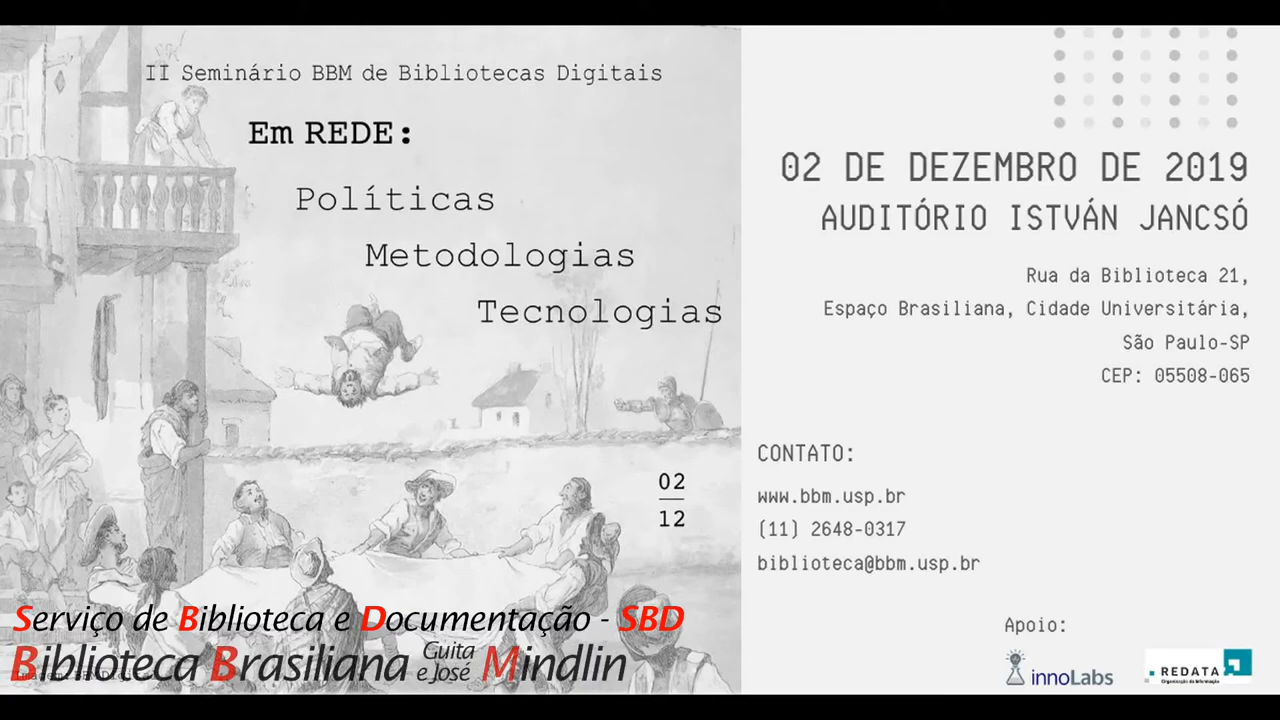 II Seminário BBM de Bibliotecas Digitais
Em REDE:
Políticas
Metodologias
Tecnologias
02
12
Serviço de Biblioteca e Documentação - SBD
Biblioteca Brasiliana Guita e José Mindlin
02 DE DEZEMBRO DE 2019
AUDITÓRIO ISTVÁN JANCSÓ
Rua da Biblioteca 21,
Espaço Brasiliana, Cidade Universitária,
São Paulo-SP
CEP: 05508-065
CONTATO:
www.bbm.usp.br
(11) 2648-0317
biblioteca@bbm.usp.br
Apoio:
innoLabs
REDATA
Organização da Informação